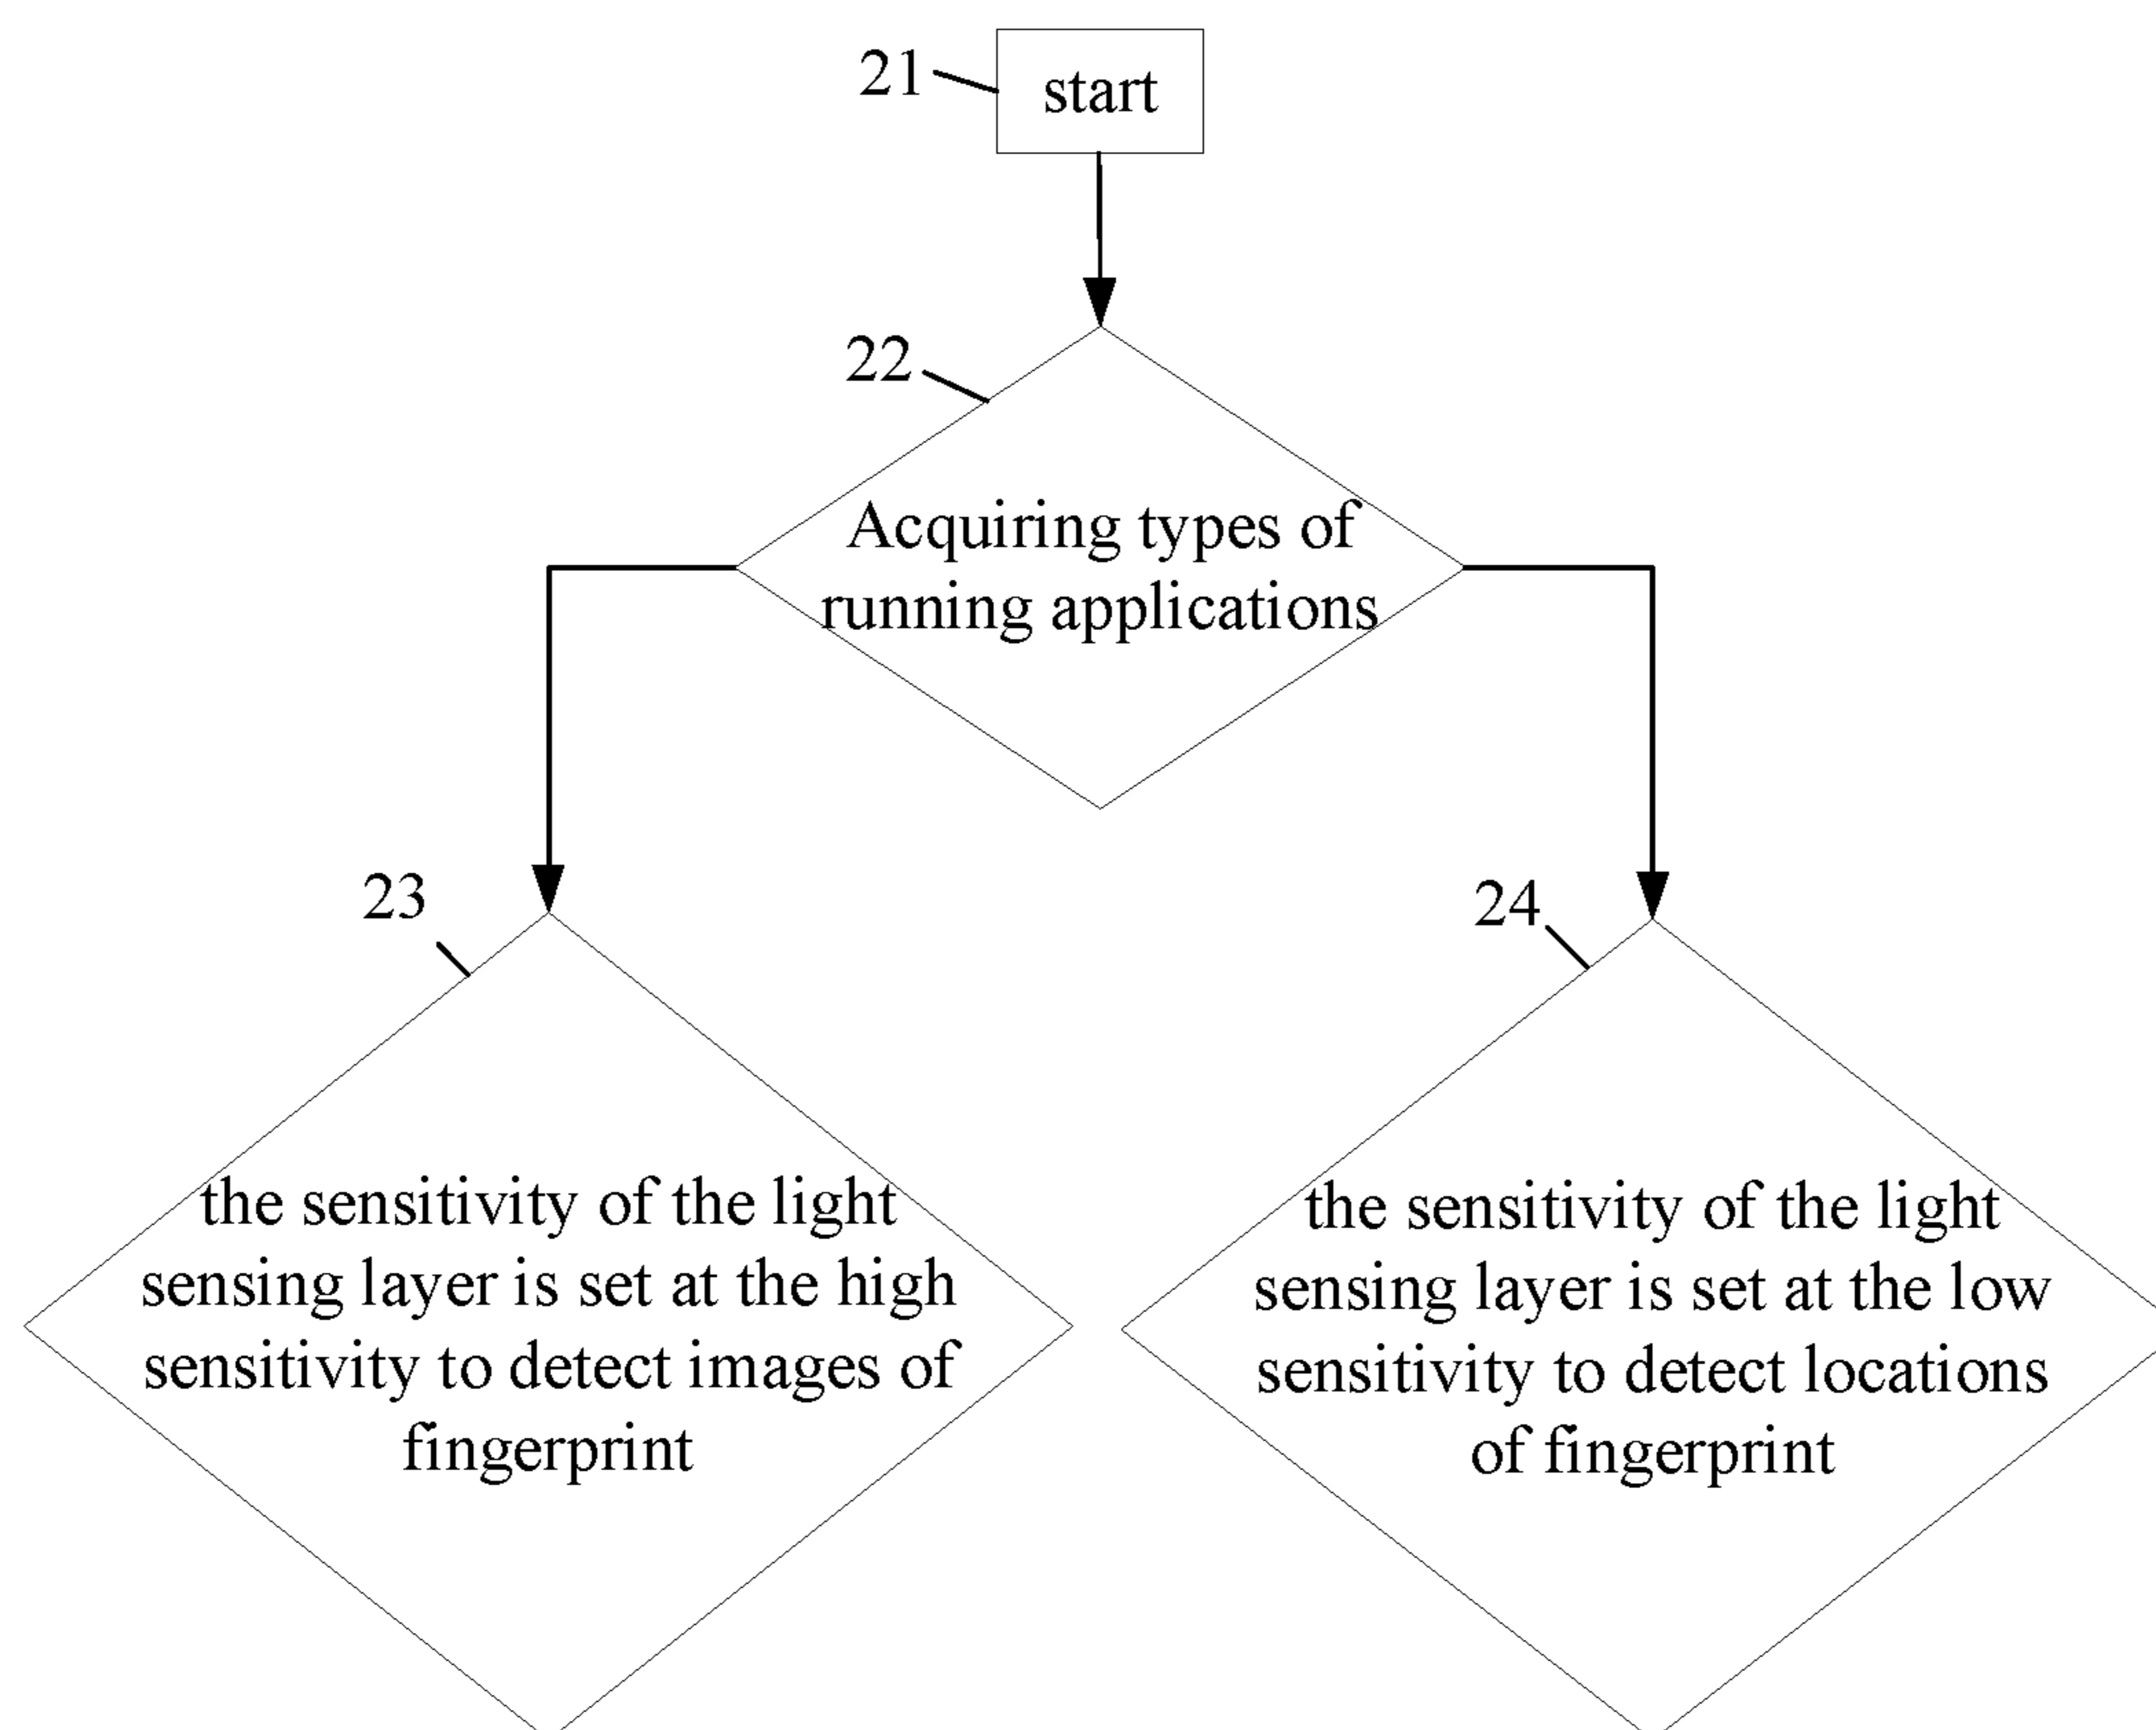 21
start
22
Acquiring types of
running applications
23
the sensitivity of the light
sensing layer is set at the high
sensitivity to detect images of
fingerprint
24
the sensitivity of the light
sensing layer is set at the low
sensitivity to detect locations
of fingerprint